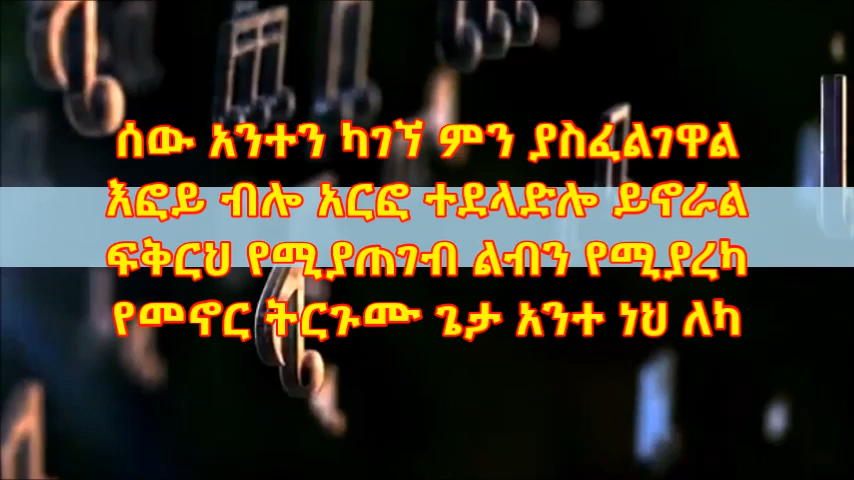 ሰው አንተን ካገኘ ምን ያስፈልገዋል
እፎይ ብሎ አርፎ ተደላድሎ ይኖራል
ፍቅርህ የሚያጠገብ ልብን የሚያረካ
የመኖር ትርጉሙ ጌታ አንተ ነህ ለካ